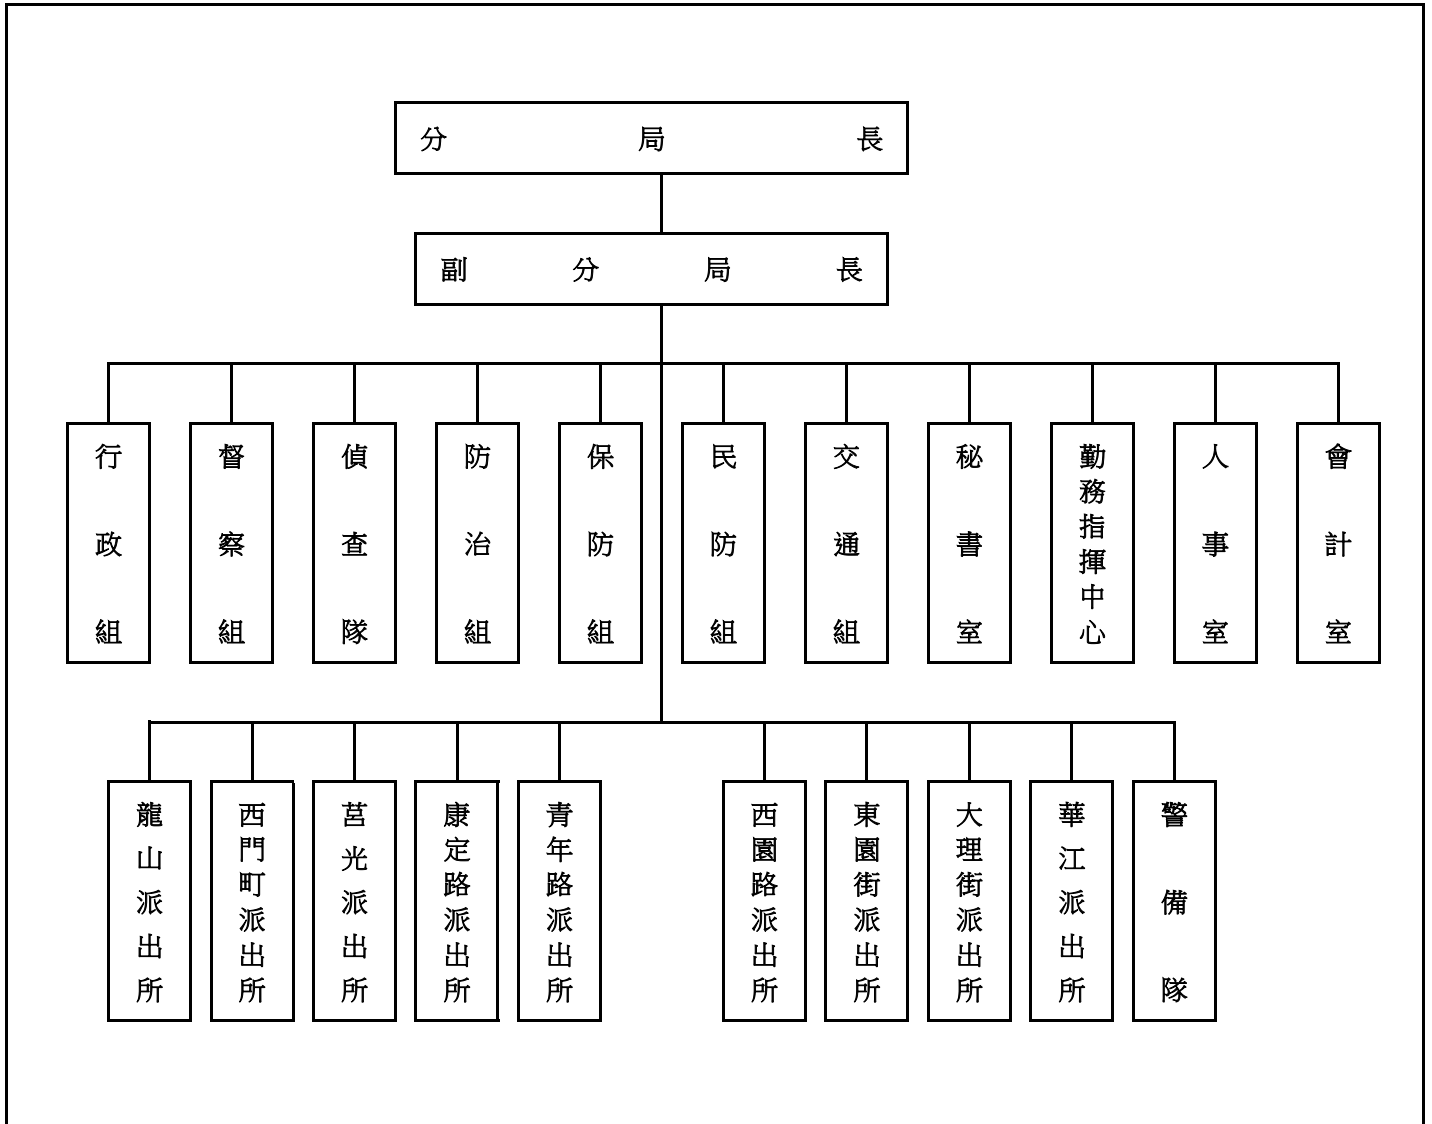 分局長
副分局長
行政組
督察組
偵查隊
防治組
保防組
民防組
交通組
秘書室
勤務指揮中心
人事室
會計室
龍山派出所
西門町派出所
莒光派出所
康定路派出所
青年路派出所
西園路派出所
東園街派出所
大理街派出所
華江派出所
警備隊